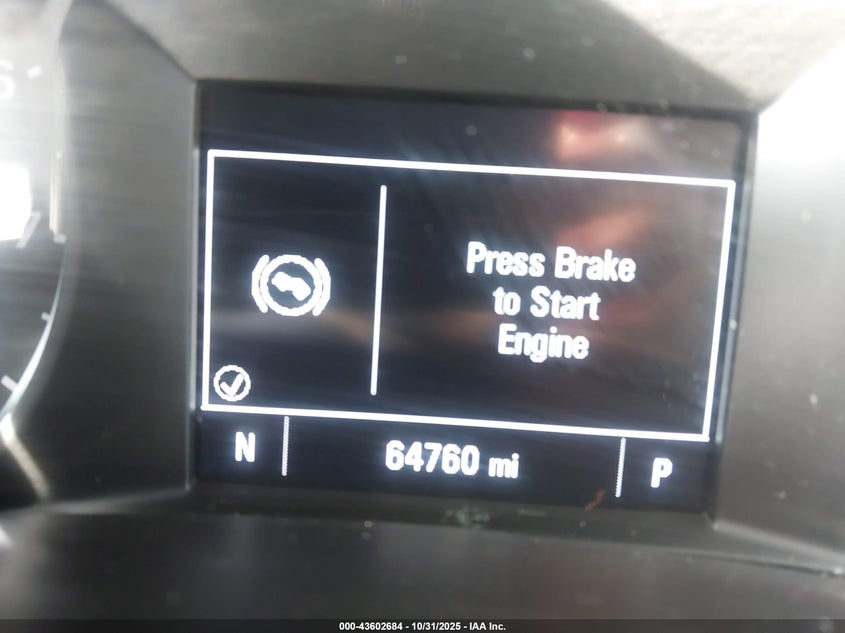 Press Brake
to Start
Engine
N
64760 mi
P
000-43602684 - 10/31/2025 - IAA Inc.